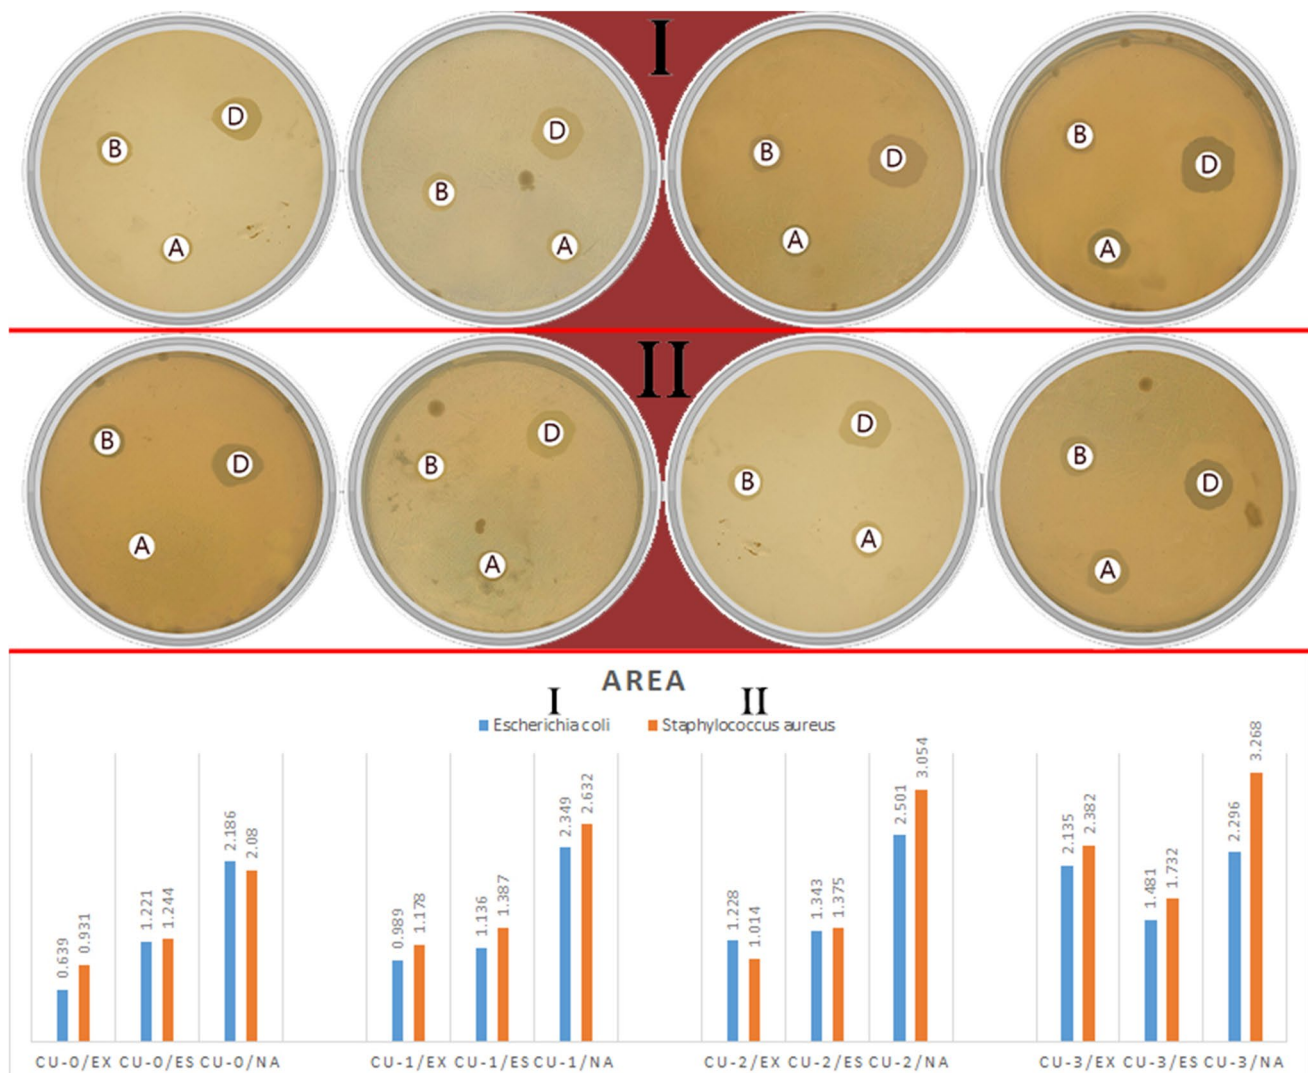 I
D
B
A
D
B
A
B
D
A
B
D
A
II
B
D
A
D
B
A
D
B
A
B
D
A
AREA
I II
Escherichia coli Staphylococcus aureus
0.639 0.931 1.221 1.244 2.186 2.08 0.989 1.178 1.136 1.387 2.349 2.632 1.228 1.014 1.343 1.375 2.501 3.054 2.135 2.382 1.481 1.732 2.296 3.268
CU-0/EX CU-0/ES CU-0/NA CU-1/EX CU-1/ES CU-1/NA CU-2/EX CU-2/ES CU-2/NA CU-3/EX CU-3/ES CU-3/NA